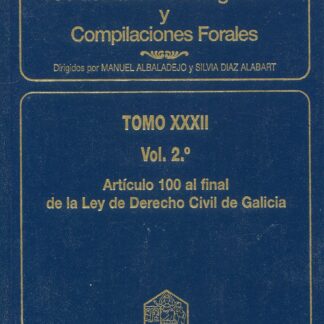 y
Compilaciones Forales
Dirigidos por MANUEL ALBALADEJO y SILVIA DIAZ ALABART
TOMO XXXII
Vol. 2.º
Artículo 100 al final
de la Ley de Derecho Civil de Galicia